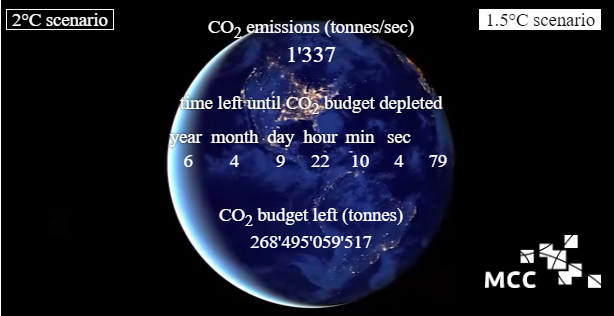 2°C scenario
1.5°C scenario
CO₂ emissions (tonnes/sec)
1'337
time left until CO₂ budget depleted
year month day hour min sec
6 4 9 22 10 4 79
CO₂ budget left (tonnes)
268'495'059'517
MCC